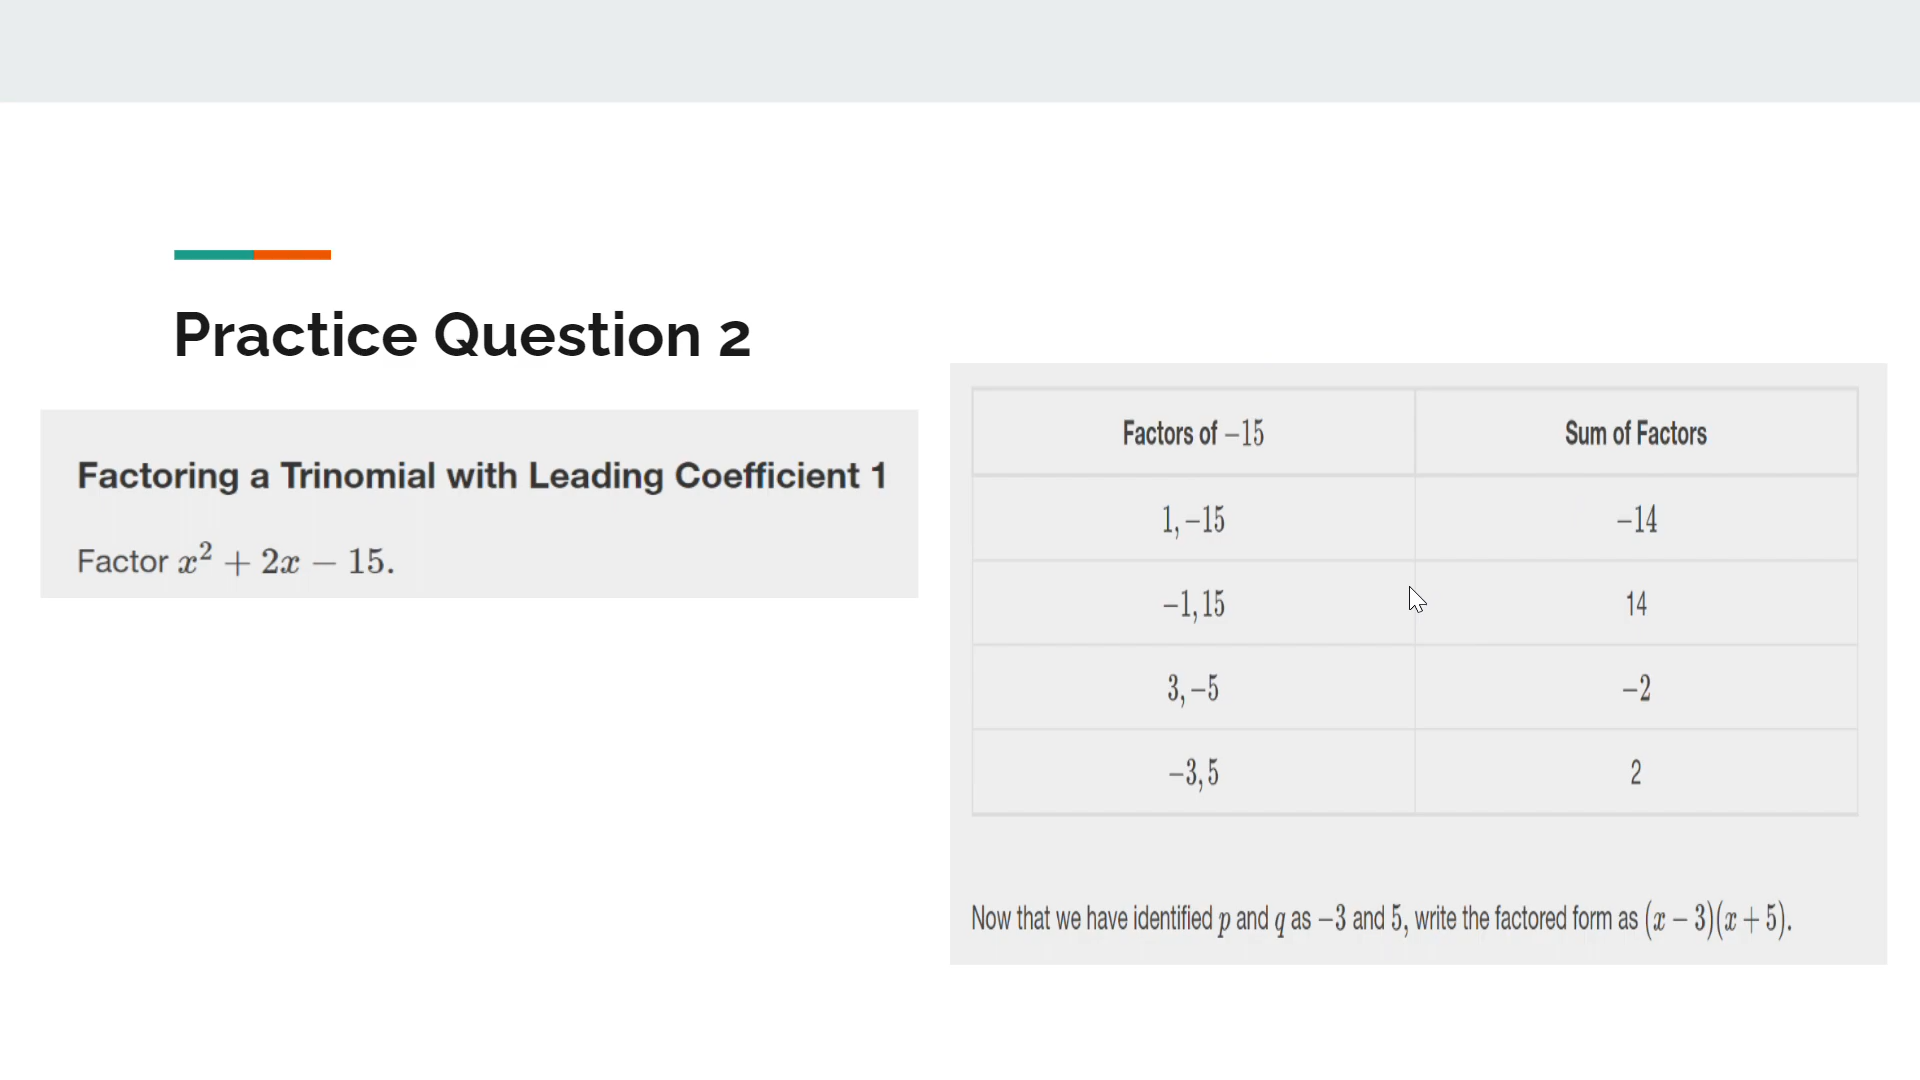 Practice Question 2
Factoring a Trinomial with Leading Coefficient 1
Factor x² + 2x − 15.
Factors of −15 Sum of Factors
1, −15 −14
−1, 15 14
3, −5 −2
−3, 5 2
Now that we have identified p and q as −3 and 5, write the factored form as (x − 3)(x + 5).